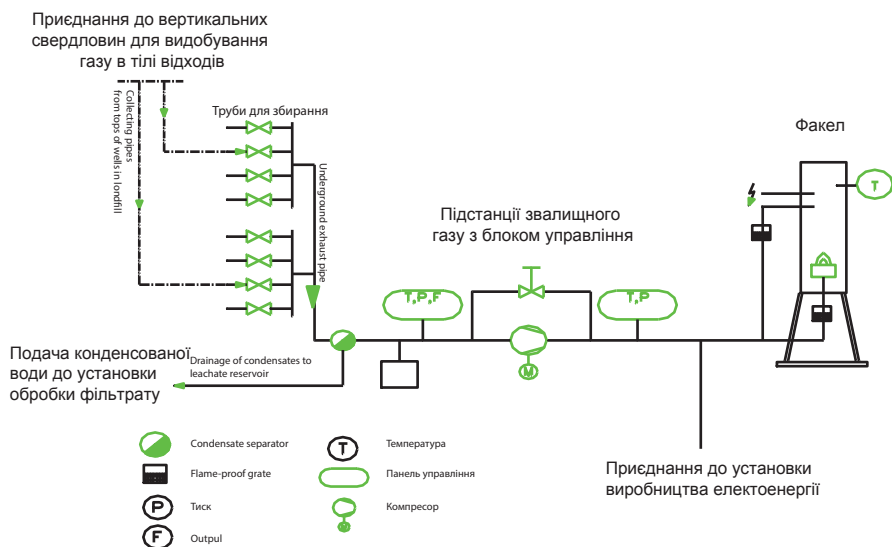 Приєднання до вертикальних
свердловин для видобування
газу в тілі відходів
Collecting pipes
from tops of wells in londfill
Труби для збирання
Underground exhaust pipe
Факел
T
Підстанції звалищного
газу з блоком управління
T,P,F
T,P
M
Подача конденсованої
води до установки
обробки фільтрату
Drainage of condensates to
leachate reservoir
Приєднання до установки
виробництва електоенергії
Condensate separator
Flame-proof grate
P Тиск
F Outpul
T Температура
Панель управління
Компресор
M